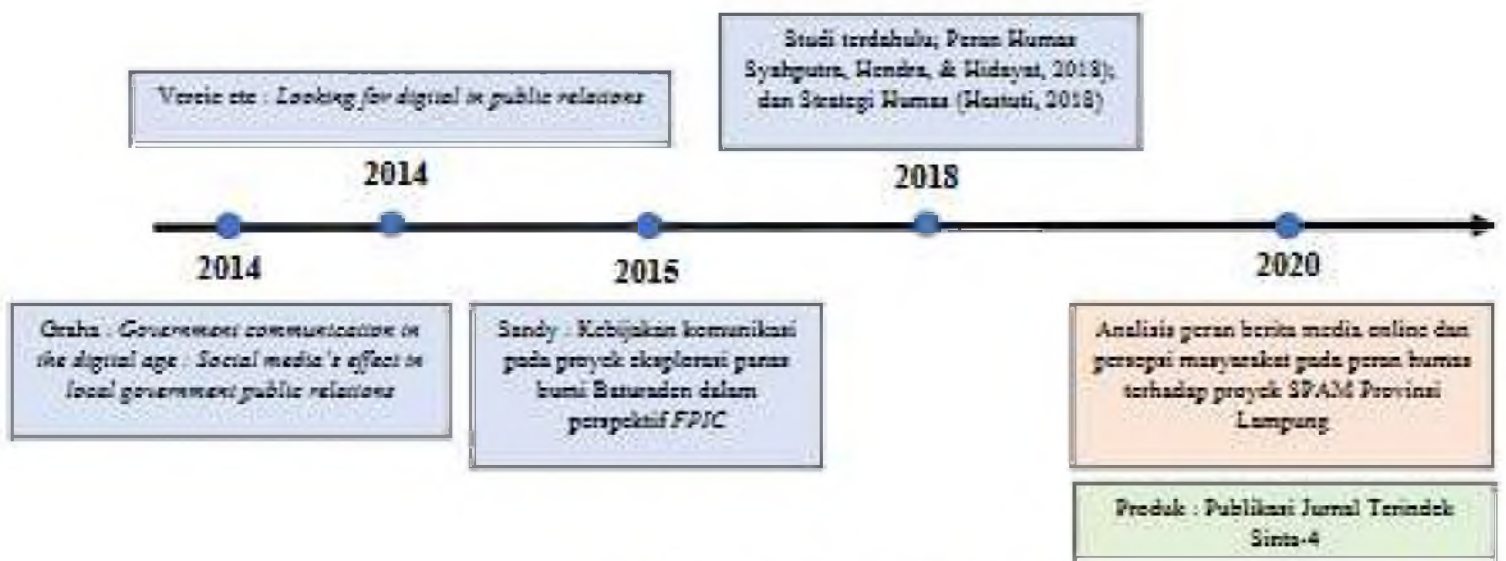 Studi terdahulu, Peran Humas
Syahputra, Hendra, & Hidayat, 2018);
dan Strategi Humas (Hastuti, 2018)
Vercic etc : Looking for digital in public relations
2014
2018
2014
2015
2020
Graha : Government communication in
the digital age : Social media's effect in
local government public relations
Sandy : Kebijakan komunikasi
pada proyek eksplorasi panas
bumi Baturaden dalam
perspektif FPIC
Analisis peran berita media online dan
persepsi masyarakat pada peran humas
terhadap proyek SPAM Provinsi
Lampung
Produk : Publikasi Jurnal Terindek
Sinta-4